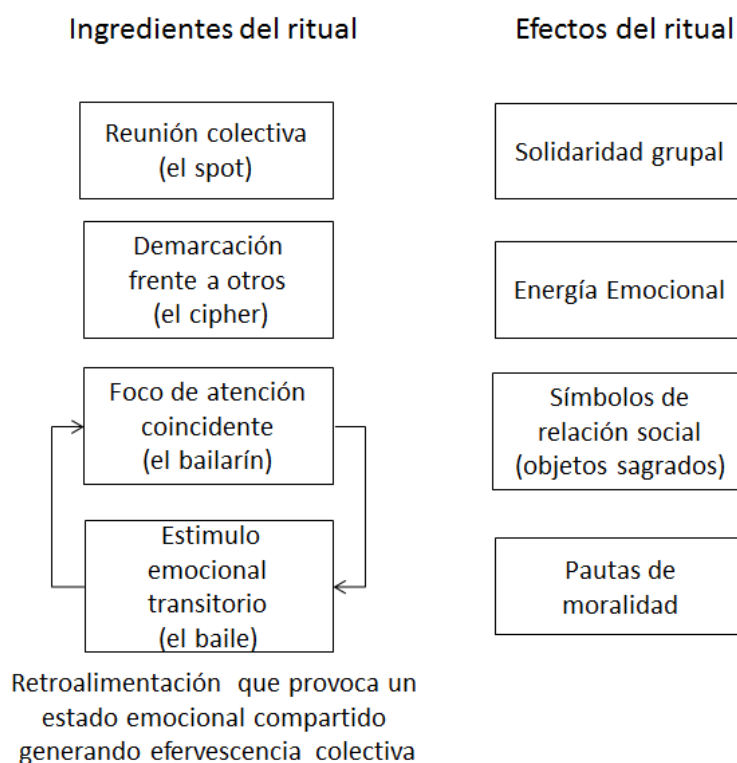 Ingredientes del ritual
Reunión colectiva
(el spot)
Demarcación
frente a otros
(el cipher)
Foco de atención
coincidente
(el bailarín)
Estimulo
emocional
transitorio
(el baile)
Retroalimentación que provoca un
estado emocional compartido
generando efervescencia colectiva
Efectos del ritual
Solidaridad grupal
Energía Emocional
Símbolos de
relación social
(objetos sagrados)
Pautas de
moralidad